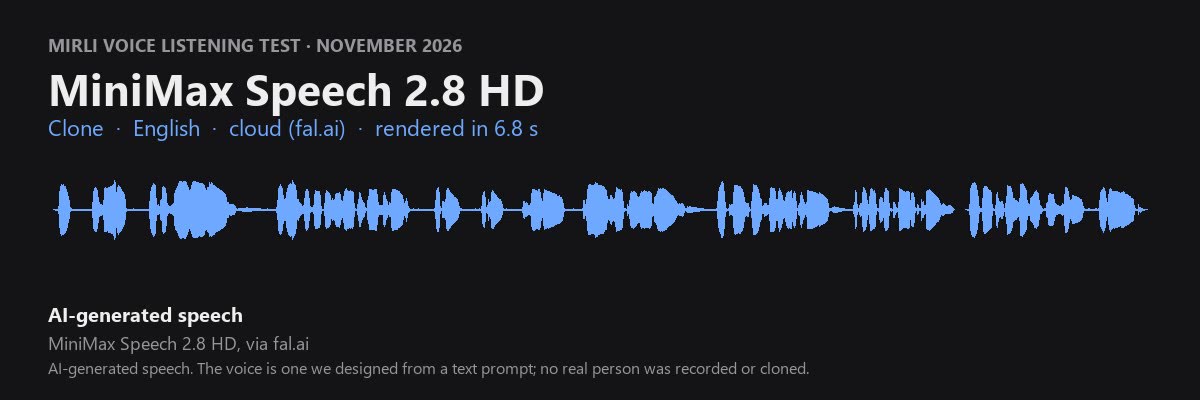 MIRLI VOICE LISTENING TEST · NOVEMBER 2026
MiniMax Speech 2.8 HD
Clone · English · cloud (fal.ai) · rendered in 6.8 s
AI-generated speech
MiniMax Speech 2.8 HD, via fal.ai
AI-generated speech. The voice is one we designed from a text prompt; no real person was recorded or cloned.